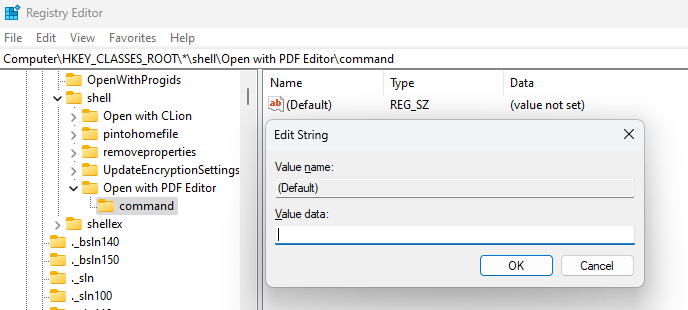 Registry Editor
File Edit View Favorites Help
Computer\HKEY_CLASSES_ROOT\*\shell\Open with PDF Editor\command
OpenWithProgids
shell
Open with CLion
pintohomefile
removeproperties
UpdateEncryptionSettings
Open with PDF Editor
command
shellex
._bsln140
._bsln150
._sln
._sln100
Name Type Data
ab (Default) REG_SZ (value not set)
Edit String
Value name:
(Default)
Value data:
OK Cancel